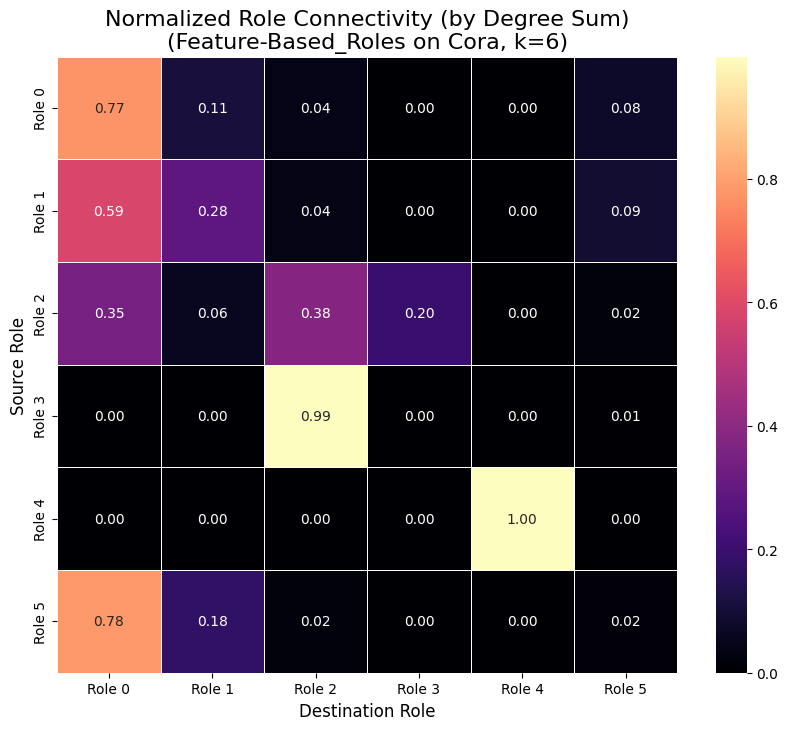 Normalized Role Connectivity (by Degree Sum)
(Feature-Based_Roles on Cora, k=6)
Role 0 0.77 0.11 0.04 0.00 0.00 0.08
Role 1 0.59 0.28 0.04 0.00 0.00 0.09
Role 2 0.35 0.06 0.38 0.20 0.00 0.02
Role 3 0.00 0.00 0.99 0.00 0.00 0.01
Role 4 0.00 0.00 0.00 0.00 1.00 0.00
Role 5 0.78 0.18 0.02 0.00 0.00 0.02
Source Role
Role 0 Role 1 Role 2 Role 3 Role 4 Role 5
Destination Role
0.8
0.6
0.4
0.2
0.0